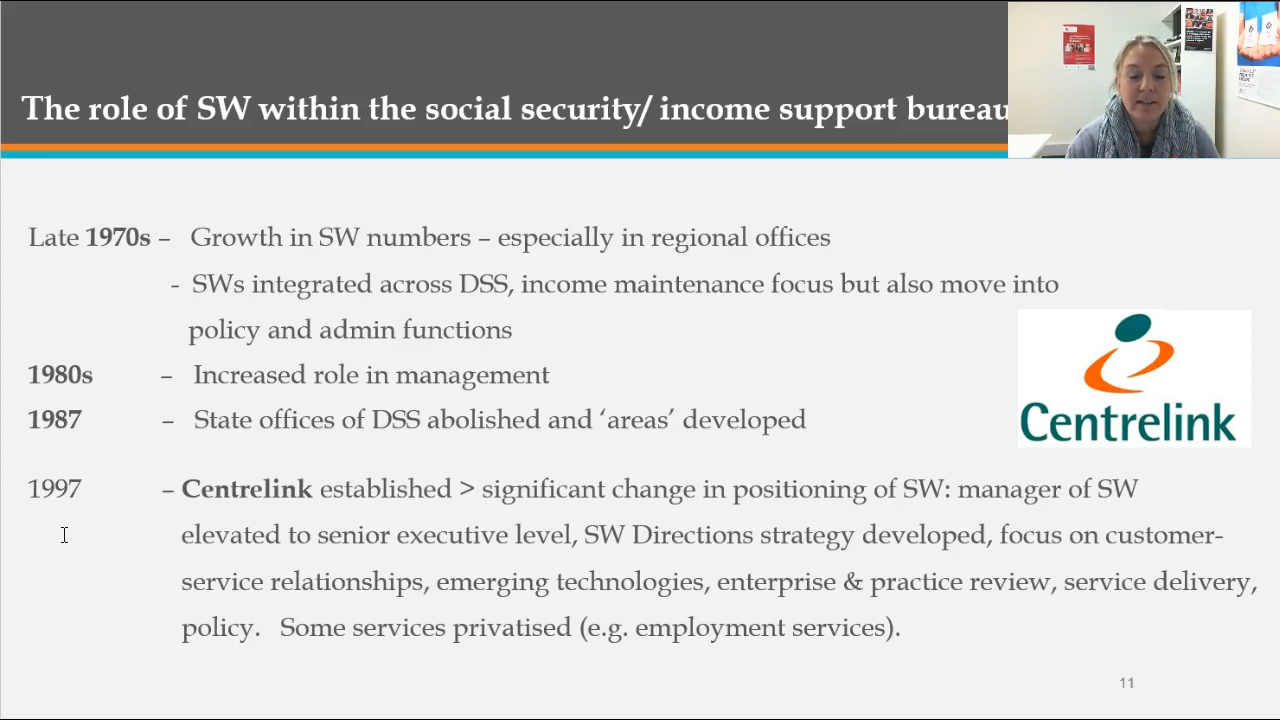 The role of SW within the social security/ income support bureau
Late 1970s – Growth in SW numbers – especially in regional offices
- SWs integrated across DSS, income maintenance focus but also move into
policy and admin functions
1980s – Increased role in management
1987 – State offices of DSS abolished and ‘areas’ developed
Centrelink
1997 – Centrelink established > significant change in positioning of SW: manager of SW
elevated to senior executive level, SW Directions strategy developed, focus on customer-
service relationships, emerging technologies, enterprise & practice review, service delivery,
policy. Some services privatised (e.g. employment services).
11